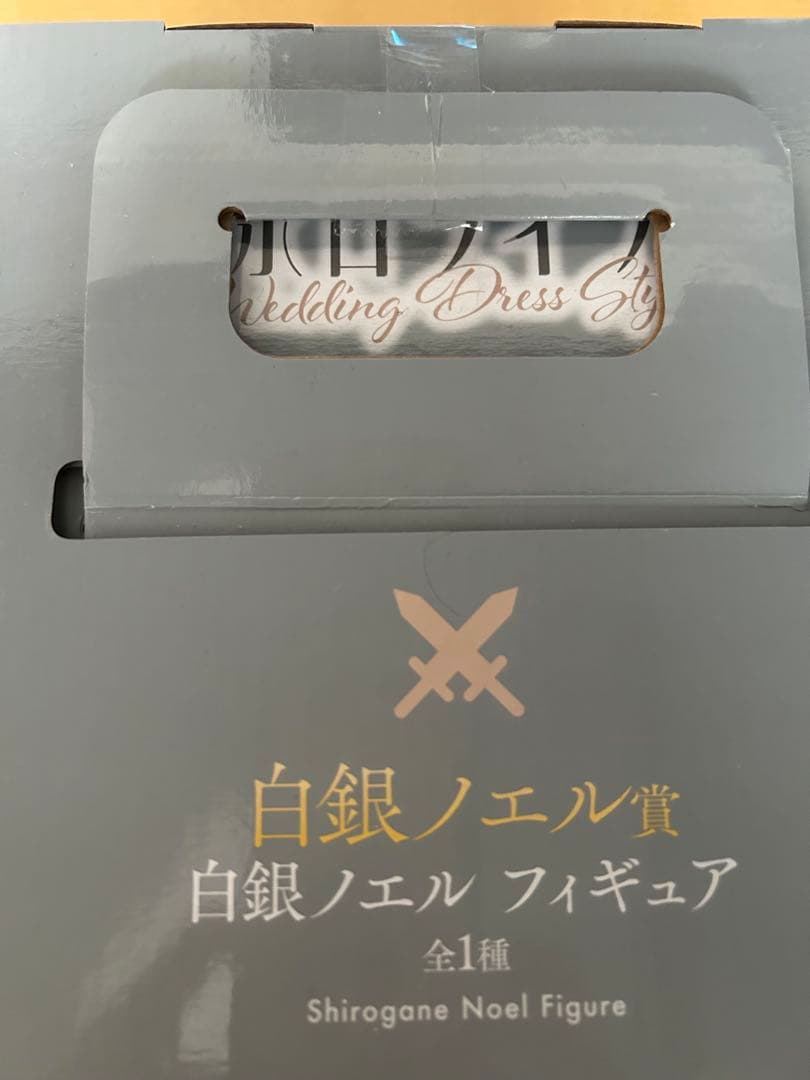 Wedding Dress Sty
白銀ノエル賞
白銀ノエル フィギュア
全1種
Shirogane Noel Figure